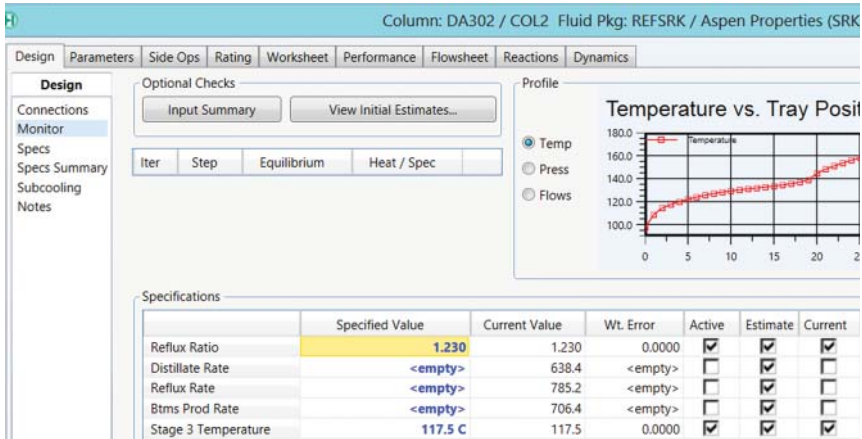 Column: DA302 / COL2 Fluid Pkg: REFSRK / Aspen Properties (SRK
Design Parameters Side Ops Rating Worksheet Performance Flowsheet Reactions Dynamics
Design
Connections
Monitor
Specs
Specs Summary
Subcooling
Notes
Optional Checks
Input Summary View Initial Estimates...
Iter Step Equilibrium Heat / Spec
Profile
Temp
Press
Flows
Temperature vs. Tray Posit
Temperature
180.0
160.0
140.0
120.0
100.0
0 5 10 15 20 2
Specifications
Specified Value Current Value Wt. Error Active Estimate Current
Reflux Ratio 1.230 1.230 0.0000
Distillate Rate <empty> 638.4 <empty>
Reflux Rate <empty> 785.2 <empty>
Btms Prod Rate <empty> 706.4 <empty>
Stage 3 Temperature 117.5 C 117.5 0.0000